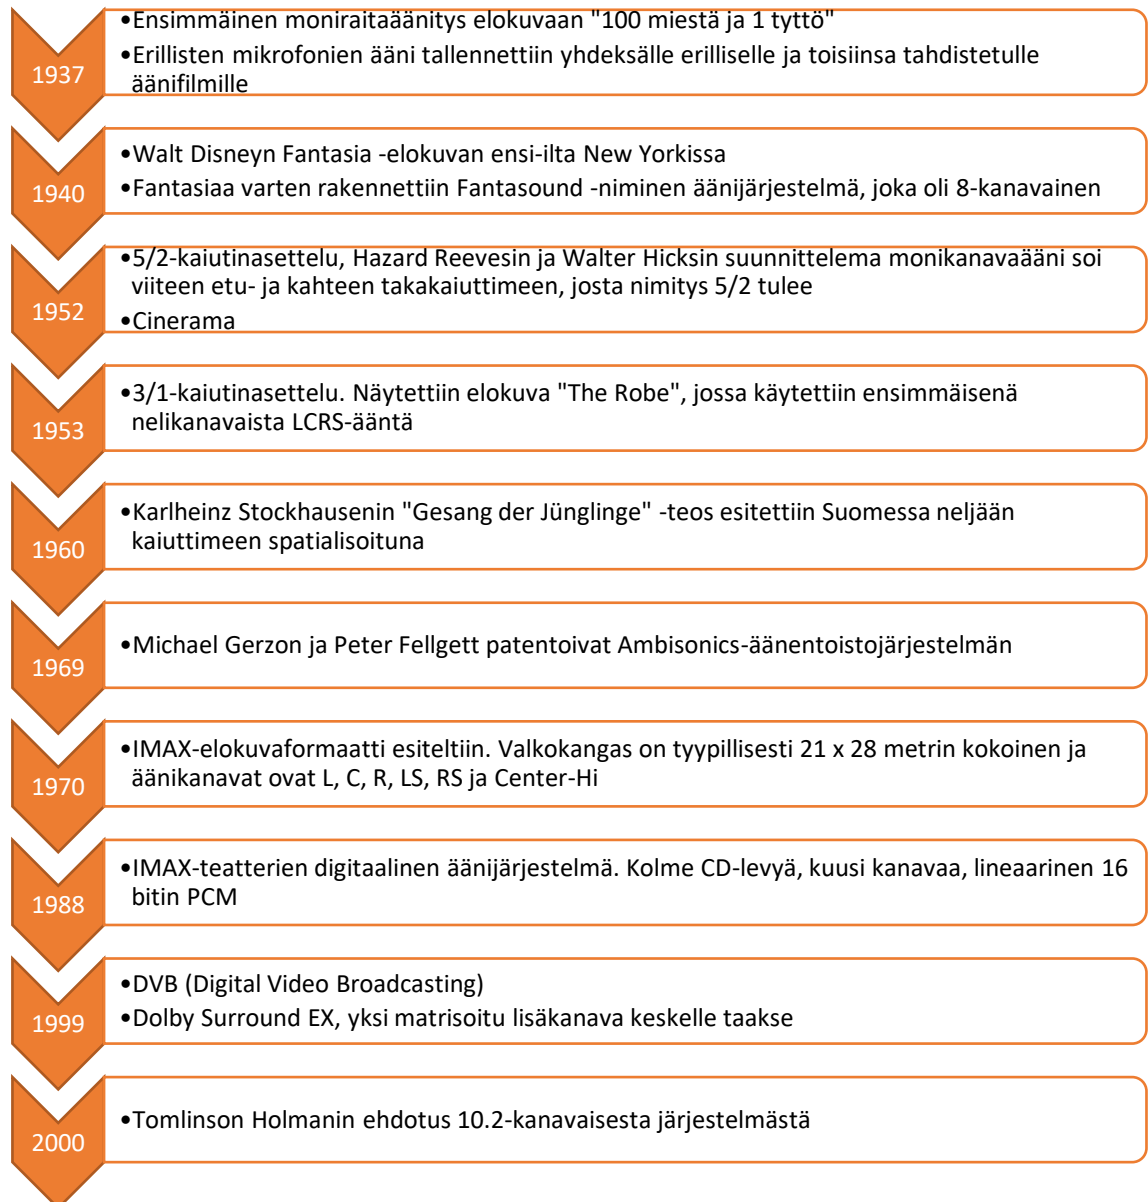 1937
•Ensimmäinen moniraitaäänitys elokuvaan "100 miestä ja 1 tyttö"
•Erillisten mikrofonien ääni tallennettiin yhdeksälle erilliselle ja toisiinsa tahdistetulle
äänifilmille
1940
•Walt Disneyn Fantasia -elokuvan ensi-ilta New Yorkissa
•Fantasiaa varten rakennettiin Fantasound -niminen äänijärjestelmä, joka oli 8-kanavainen
1952
•5/2-kaiutinasettelu, Hazard Reevesin ja Walter Hicksin suunnittelema monikanavaääni soi
viiteen etu- ja kahteen takakaiuttimeen, josta nimitys 5/2 tulee
•Cinerama
1953
•3/1-kaiutinasettelu. Näytettiin elokuva "The Robe", jossa käytettiin ensimmäisenä
nelikanavaista LCRS-ääntä
1960
•Karlheinz Stockhausenin "Gesang der Jünglinge" -teos esitettiin Suomessa neljään
kaiuttimeen spatialisoituna
1969
•Michael Gerzon ja Peter Fellgett patentoivat Ambisonics-äänentoistojärjestelmän
1970
•IMAX-elokuvaformaatti esiteltiin. Valkokangas on tyypillisesti 21 x 28 metrin kokoinen ja
äänikanavat ovat L, C, R, LS, RS ja Center-Hi
1988
•IMAX-teatterien digitaalinen äänijärjestelmä. Kolme CD-levyä, kuusi kanavaa, lineaarinen 16
bitin PCM
1999
•DVB (Digital Video Broadcasting)
•Dolby Surround EX, yksi matrisoitu lisäkanava keskelle taakse
2000
•Tomlinson Holmanin ehdotus 10.2-kanavaisesta järjestelmästä